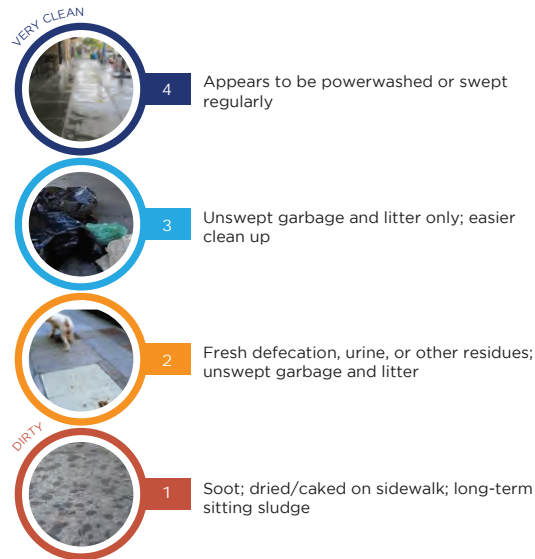 VERY CLEAN
4
Appears to be powerwashed or swept
regularly
3
Unswept garbage and litter only; easier
clean up
2
Fresh defecation, urine, or other residues;
unswept garbage and litter
DIRTY
1
Soot; dried/caked on sidewalk; long-term
sitting sludge